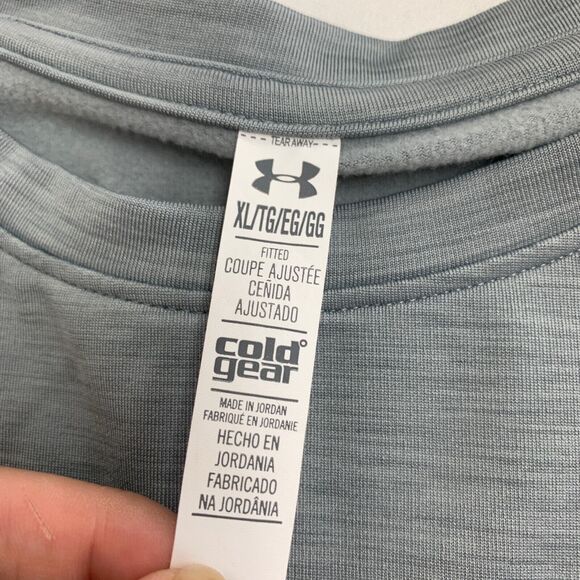 TEAR AWAY
XL/TG/EG/GG
FITTED
COUPE AJUSTÉE
CEÑIDA
AJUSTADO
cold
gear
MADE IN JORDAN
FABRIQUÉ EN JORDANIE
HECHO EN
JORDANIA
FABRICADO
NA JORDÂNIA